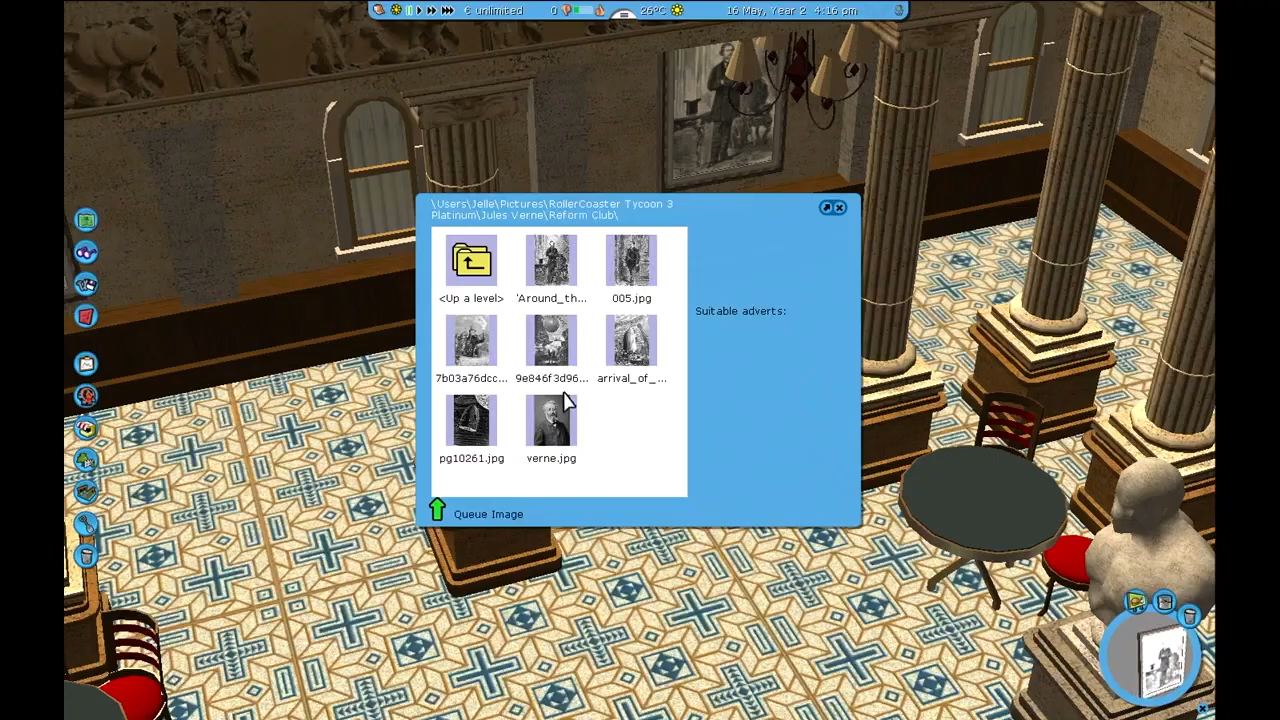 € unlimited 0 26°C 16 May, Year 2 4:16 pm
\Users\Jelle\Pictures\RollerCoaster Tycoon 3
Platinum\Jules Verne\Reform Club\
<Up a level> 'Around_th... 005.jpg
Suitable adverts:
7b03a76dcc... 9e846f3d96... arrival_of_...
pg10261.jpg verne.jpg
Queue Image